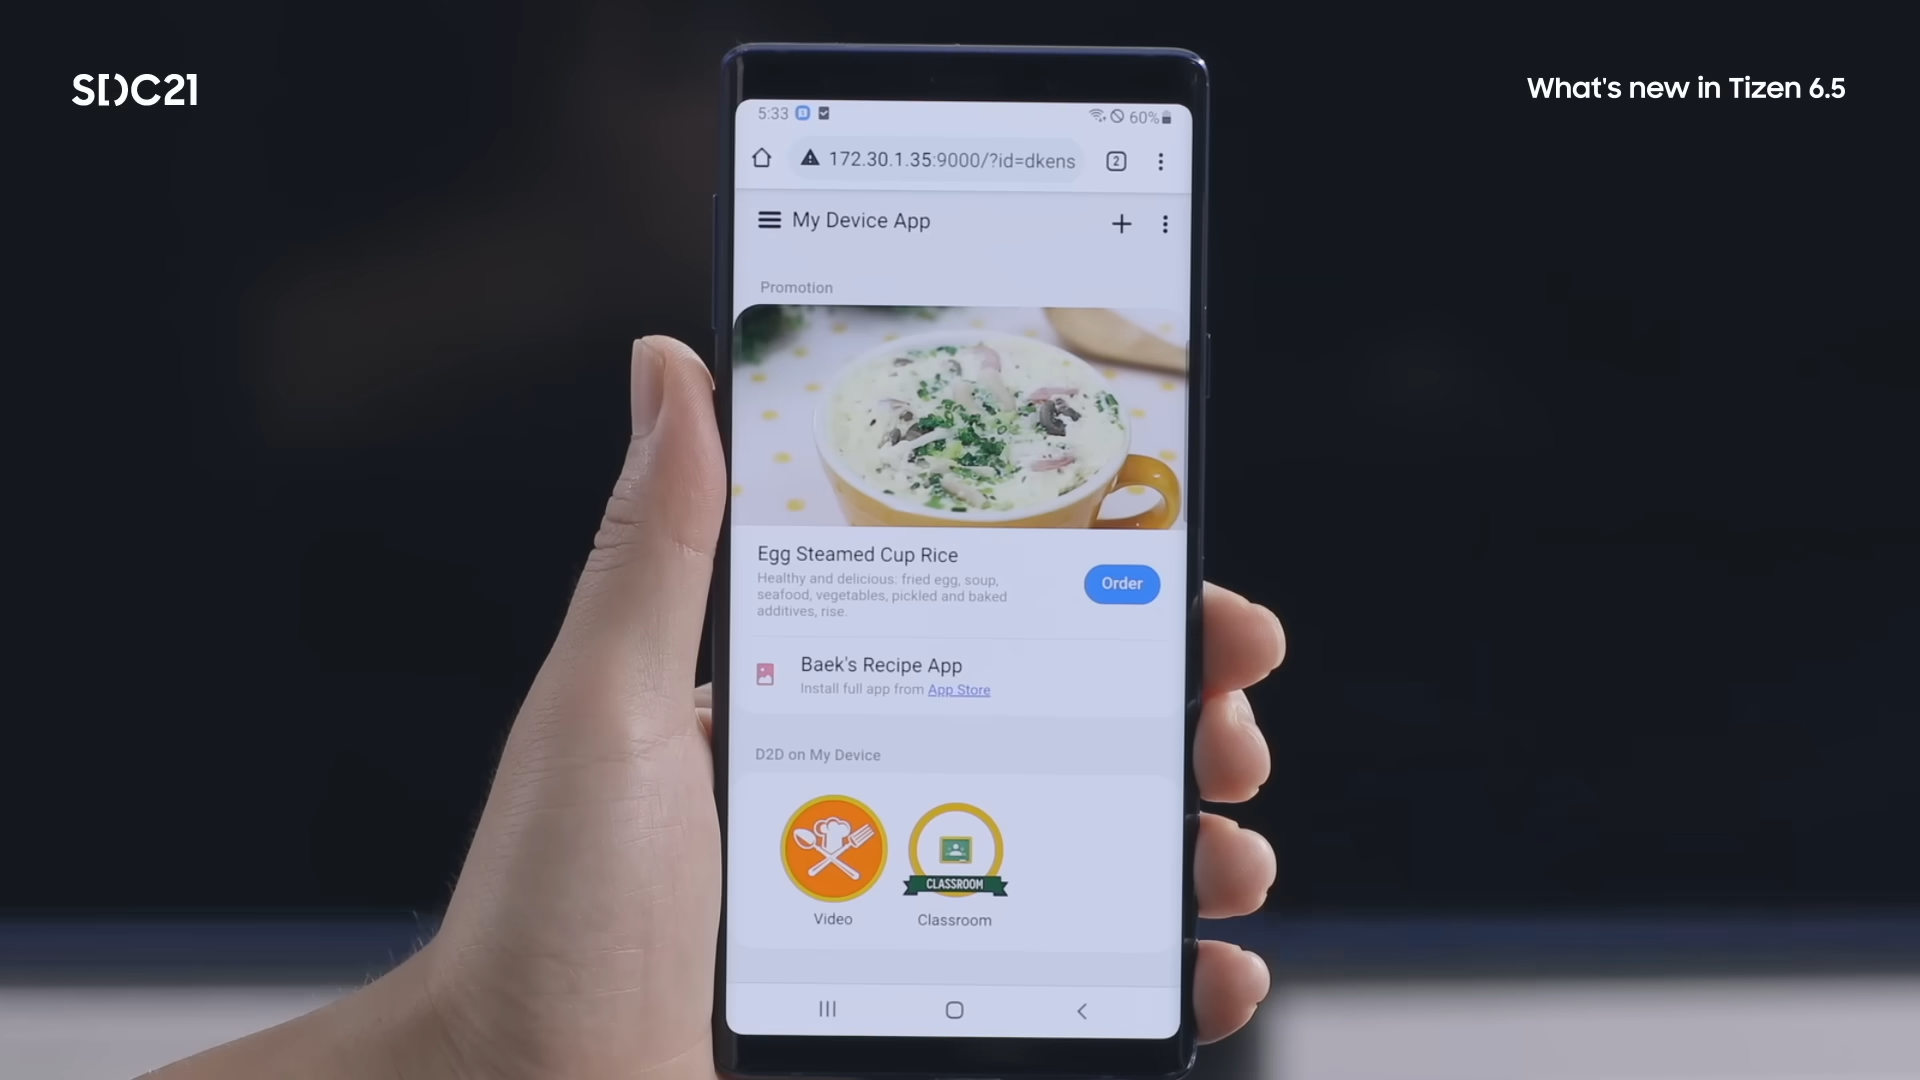 SDC21
What's new in Tizen 6.5
5:33
60%
172.30.1.35:9000/?id=dkens
2
My Device App
Promotion
Egg Steamed Cup Rice
Healthy and delicious: fried egg, soup,
seafood, vegetables, pickled and baked
additives, rise.
Order
Baek's Recipe App
Install full app from App Store
D2D on My Device
CLASSROOM
Video
Classroom